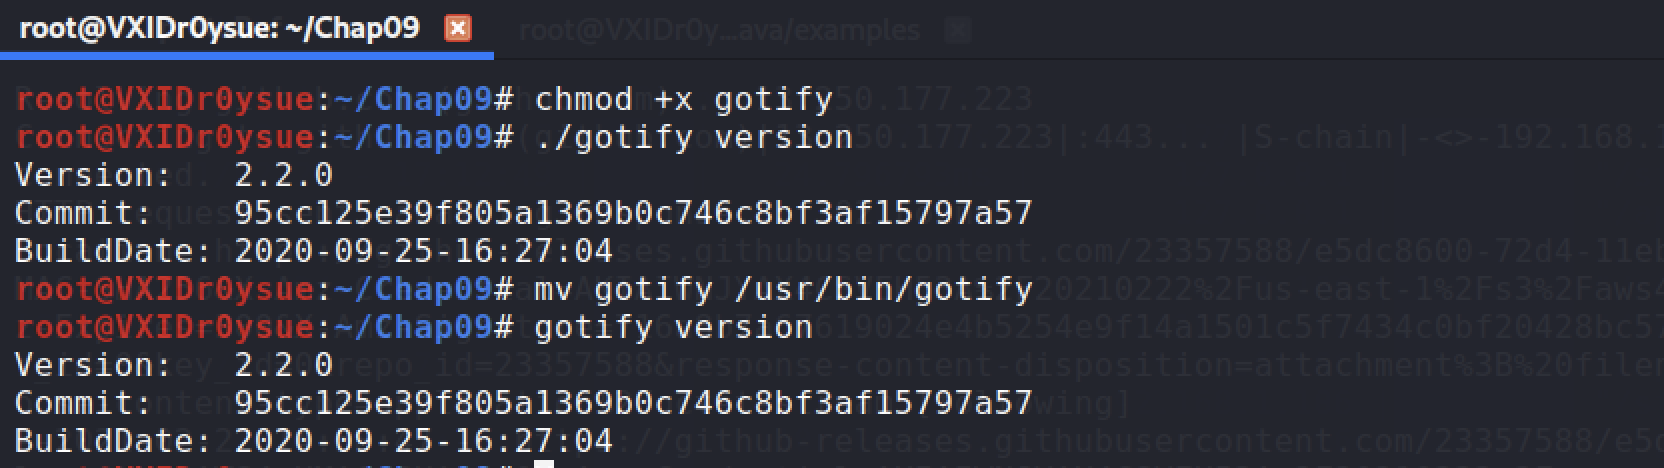 root@VXIDr0ysue: ~/Chap09 root@VXIDr0y...ava/examples
root@VXIDr0ysue:~/Chap09# chmod +x gotify
root@VXIDr0ysue:~/Chap09# ./gotify version
Version: 2.2.0
Commit: 95cc125e39f805a1369b0c746c8bf3af15797a57
BuildDate: 2020-09-25-16:27:04
root@VXIDr0ysue:~/Chap09# mv gotify /usr/bin/gotify
root@VXIDr0ysue:~/Chap09# gotify version
Version: 2.2.0
Commit: 95cc125e39f805a1369b0c746c8bf3af15797a57
BuildDate: 2020-09-25-16:27:04